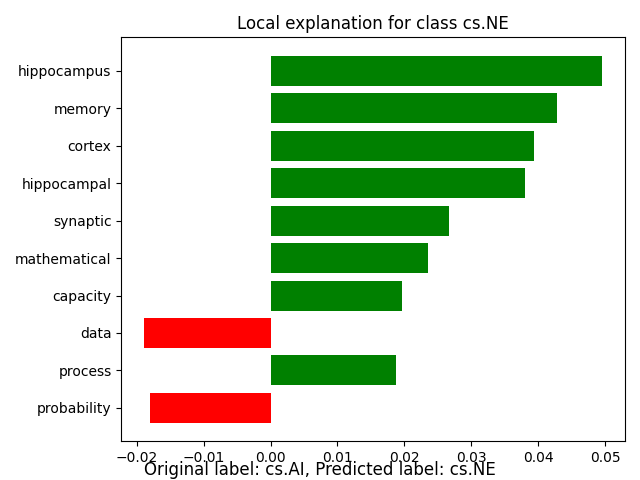 Local explanation for class cs.NE
hippocampus
memory
cortex
hippocampal
synaptic
mathematical
capacity
data
process
probability
−0.02 −0.01 0.00 0.01 0.02 0.03 0.04 0.05
Original label: cs.AI, Predicted label: cs.NE